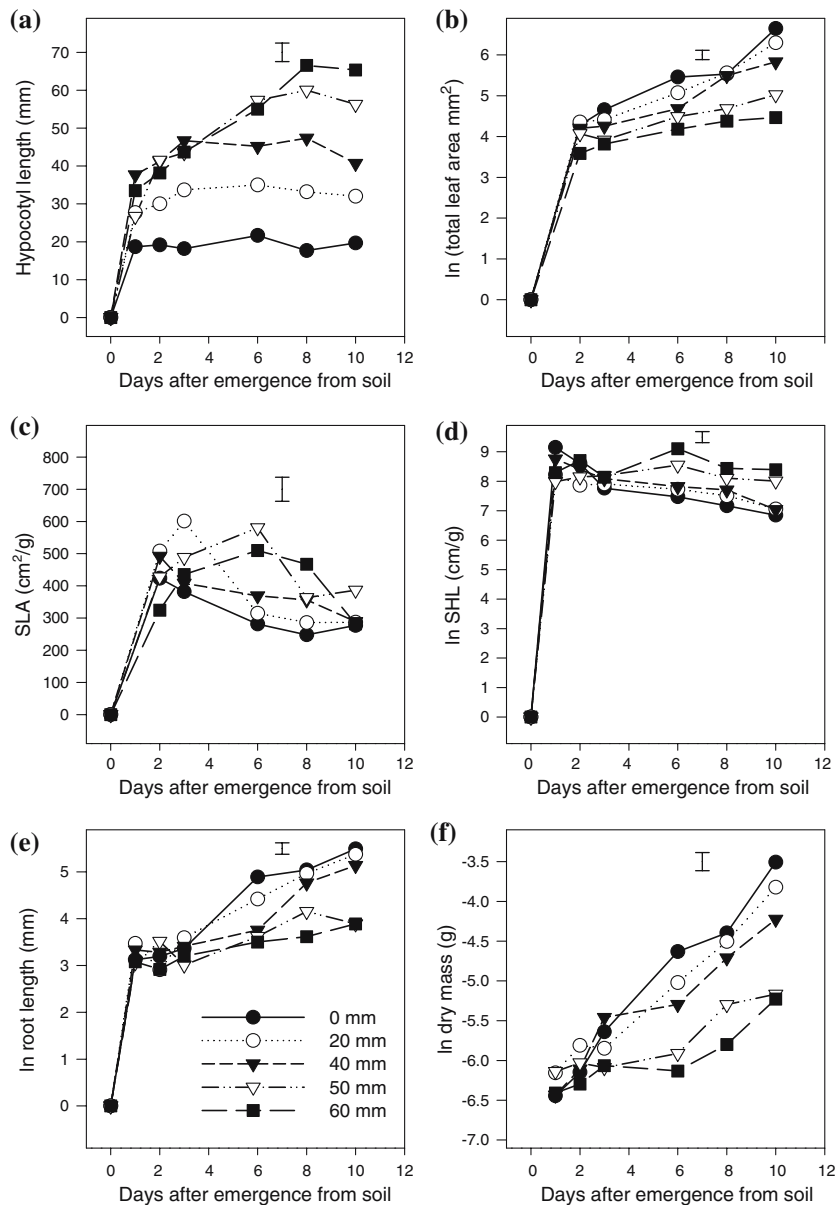 (a)
70
60
50
40
30
20
10
0
Hypocotyl length (mm)
0 2 4 6 8 10 12
Days after emergence from soil
(b)
6
5
4
3
2
1
0
ln (total leaf area mm²)
0 2 4 6 8 10 12
Days after emergence from soil
(c)
800
700
600
500
400
300
200
100
0
SLA (cm²/g)
0 2 4 6 8 10 12
Days after emergence from soil
(d)
9
8
7
6
5
4
3
2
1
0
ln SHL (cm/g)
0 2 4 6 8 10 12
Days after emergence from soil
(e)
5
4
3
2
1
0
ln root length (mm)
0 mm
20 mm
40 mm
50 mm
60 mm
0 2 4 6 8 10 12
Days after emergence from soil
(f)
-3.5
-4.0
-4.5
-5.0
-5.5
-6.0
-6.5
-7.0
ln dry mass (g)
0 2 4 6 8 10 12
Days after emergence from soil